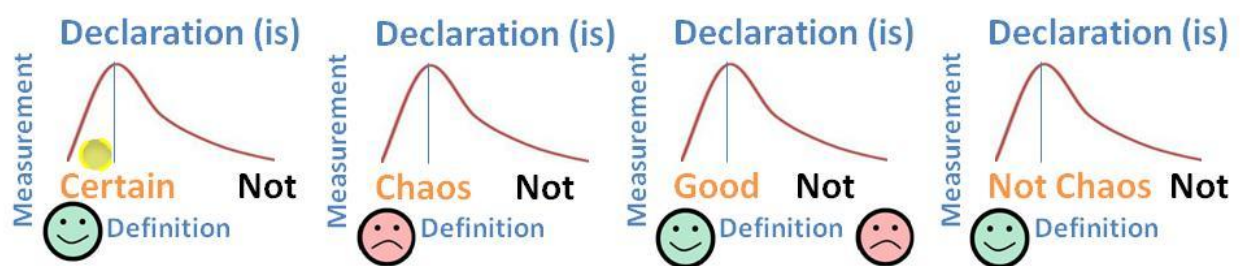 Declaration (is)
Measurement
Certain Not
Definition
Declaration (is)
Measurement
Chaos Not
Definition
Declaration (is)
Measurement
Good Not
Definition
Declaration (is)
Measurement
Not Chaos Not
Definition